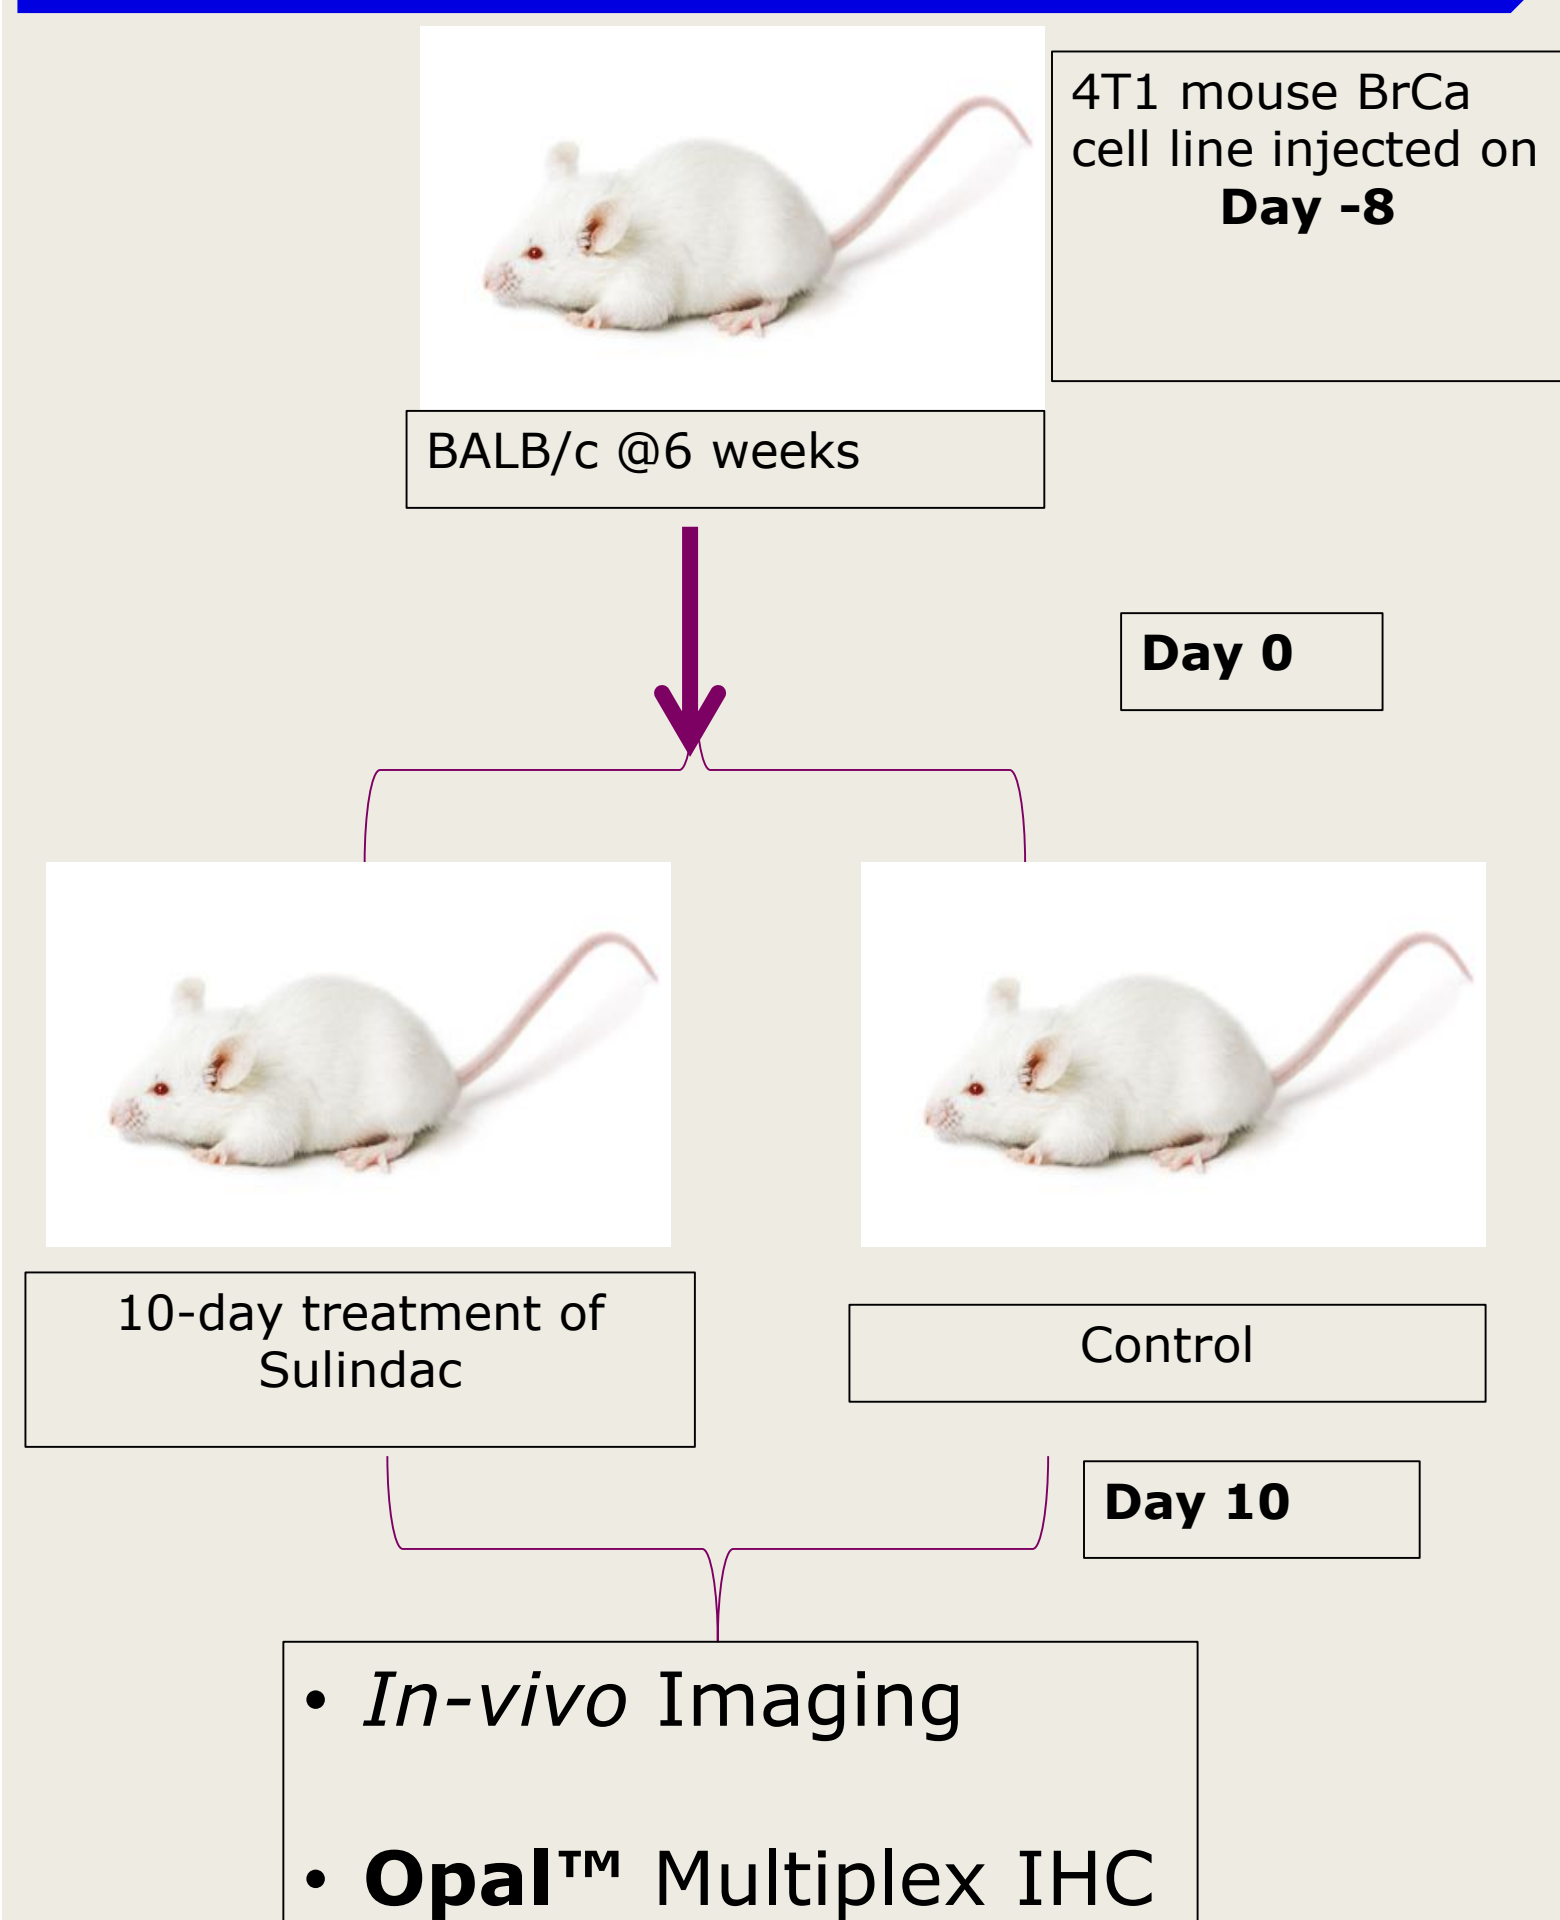 4T1 mouse BrCa
cell line injected on
Day -8
BALB/c @6 weeks
Day 0
10-day treatment of
Sulindac
Control
Day 10
• In-vivo Imaging
• Opal™ Multiplex IHC